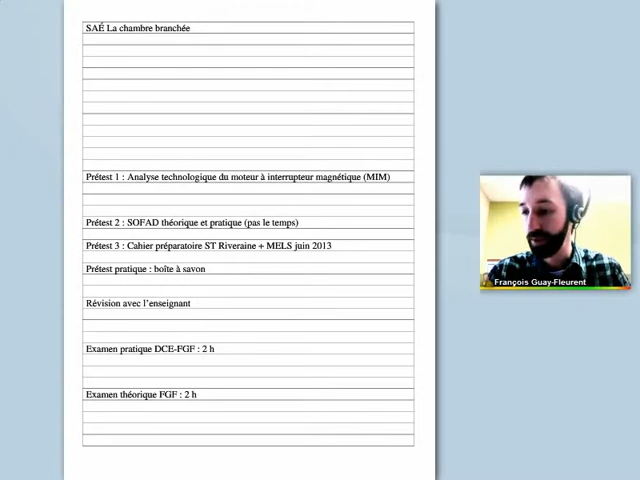 SAÉ La chambre branchée
Prétest 1 : Analyse technologique du moteur à interrupteur magnétique (MIM)
Prétest 2 : SOFAD théorique et pratique (pas le temps)
Prétest 3 : Cahier préparatoire ST Riveraine + MELS juin 2013
Prétest pratique : boîte à savon
Révision avec l'enseignant
Examen pratique DCE-FGF : 2 h
Examen théorique FGF : 2 h
François Guay-Fleurent